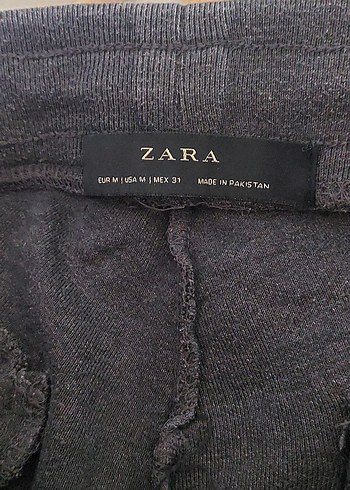 ZARA
EUR M | USA M | MEX 31 MADE IN PAKISTAN